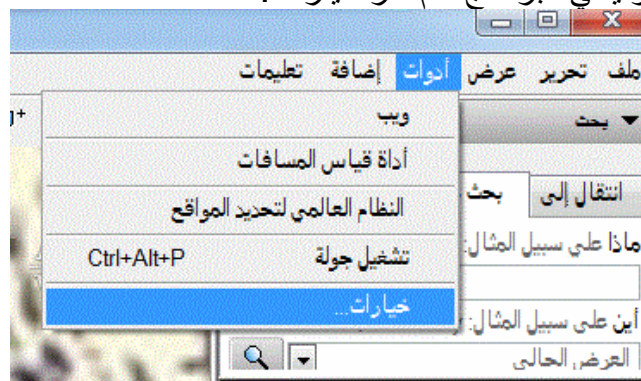 ملف تحرير عرض أدوات إضافة تعليمات
ويب
أداة قياس المسافات
النظام العالمي لتحديد المواقع
تشغيل جولة Ctrl+Alt+P
خيارات...
بحث
انتقال إلى
بحث
ماذا على سبيل المثال:
أين على سبيل المثال:
العرض الحالي